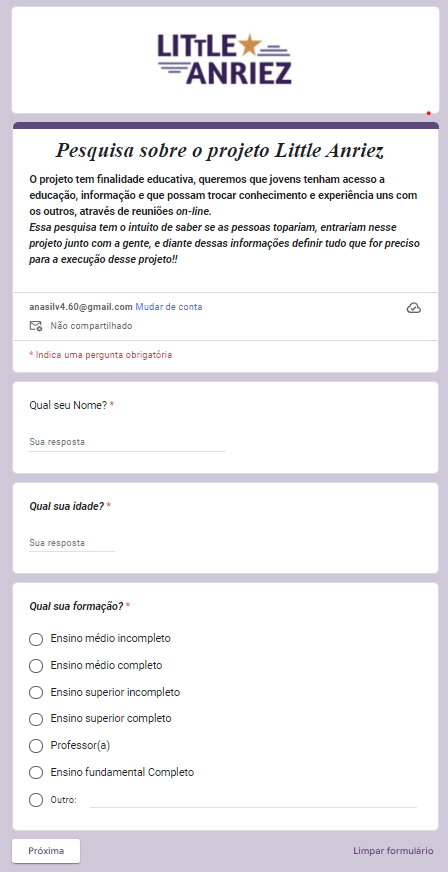 LITTLE
ANRIEZ
Pesquisa sobre o projeto Little Anriez
O projeto tem finalidade educativa, queremos que jovens tenham acesso a
educação, informação e que possam trocar conhecimento e experiência uns com
os outros, através de reuniões on-line.
Essa pesquisa tem o intuito de saber se as pessoas topariam, entrariam nesse
projeto junto com a gente, e diante dessas informações definir tudo que for preciso
para a execução desse projeto!!
anasilv4.60@gmail.com Mudar de conta
Não compartilhado
* Indica uma pergunta obrigatória
Qual seu Nome? *
Sua resposta
Qual sua idade? *
Sua resposta
Qual sua formação? *
Ensino médio incompleto
Ensino médio completo
Ensino superior incompleto
Ensino superior completo
Professor(a)
Ensino fundamental Completo
Outro:
Próxima Limpar formulário